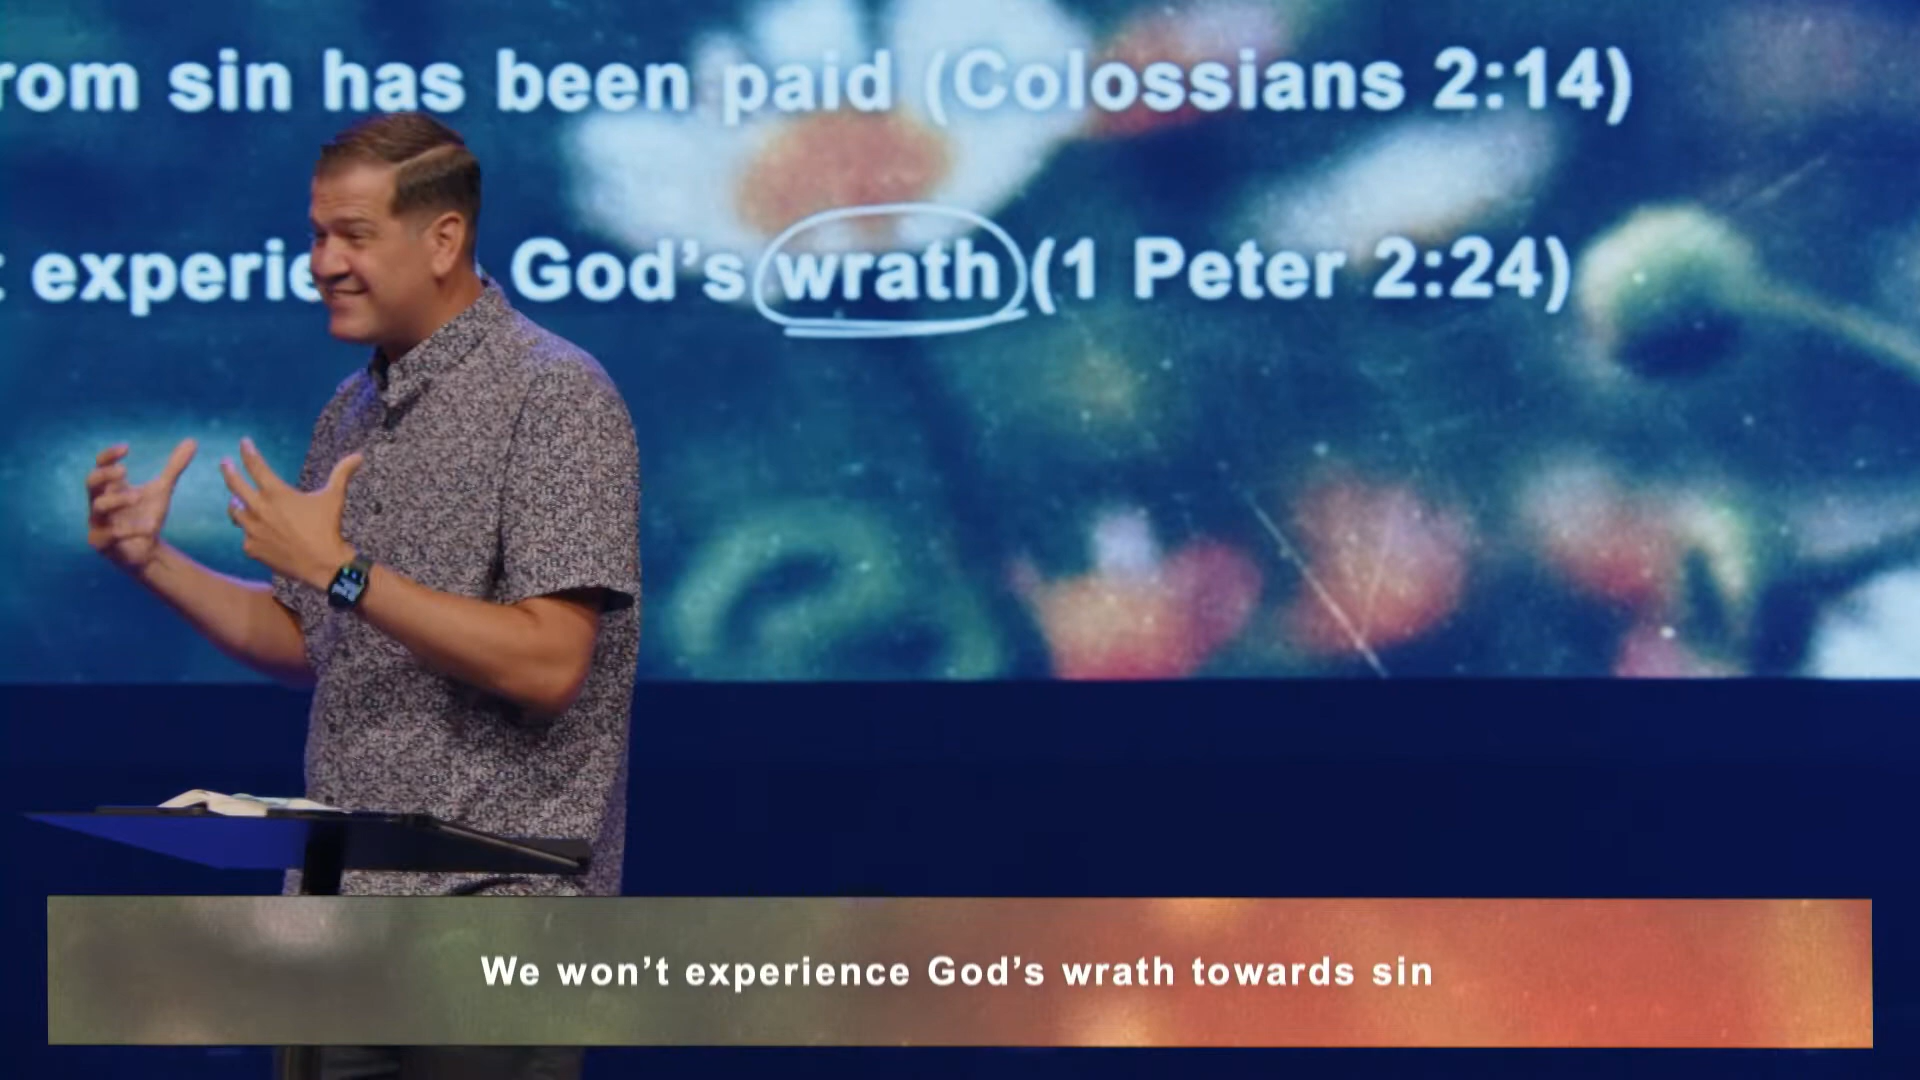 rom sin has been paid (Colossians 2:14)
experie God's wrath (1 Peter 2:24)
We won't experience God's wrath towards sin